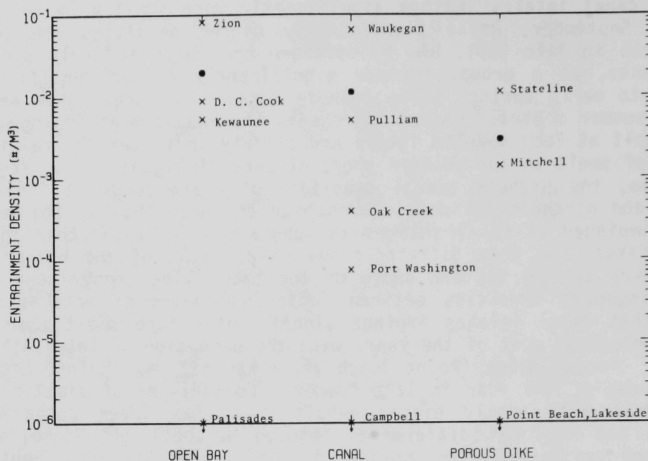 10⁻¹
Zion
Waukegan
10⁻²
D. C. Cook
Kewaunee
Pulliam
Stateline
10⁻³
Mitchell
Oak Creek
10⁻⁴
Port Washington
10⁻⁵
10⁻⁶
Palisades
Campbell
Point Beach,Lakeside
ENTRAINMENT DENSITY (#/M³)
OPEN BAY
CANAL
POROUS DIKE